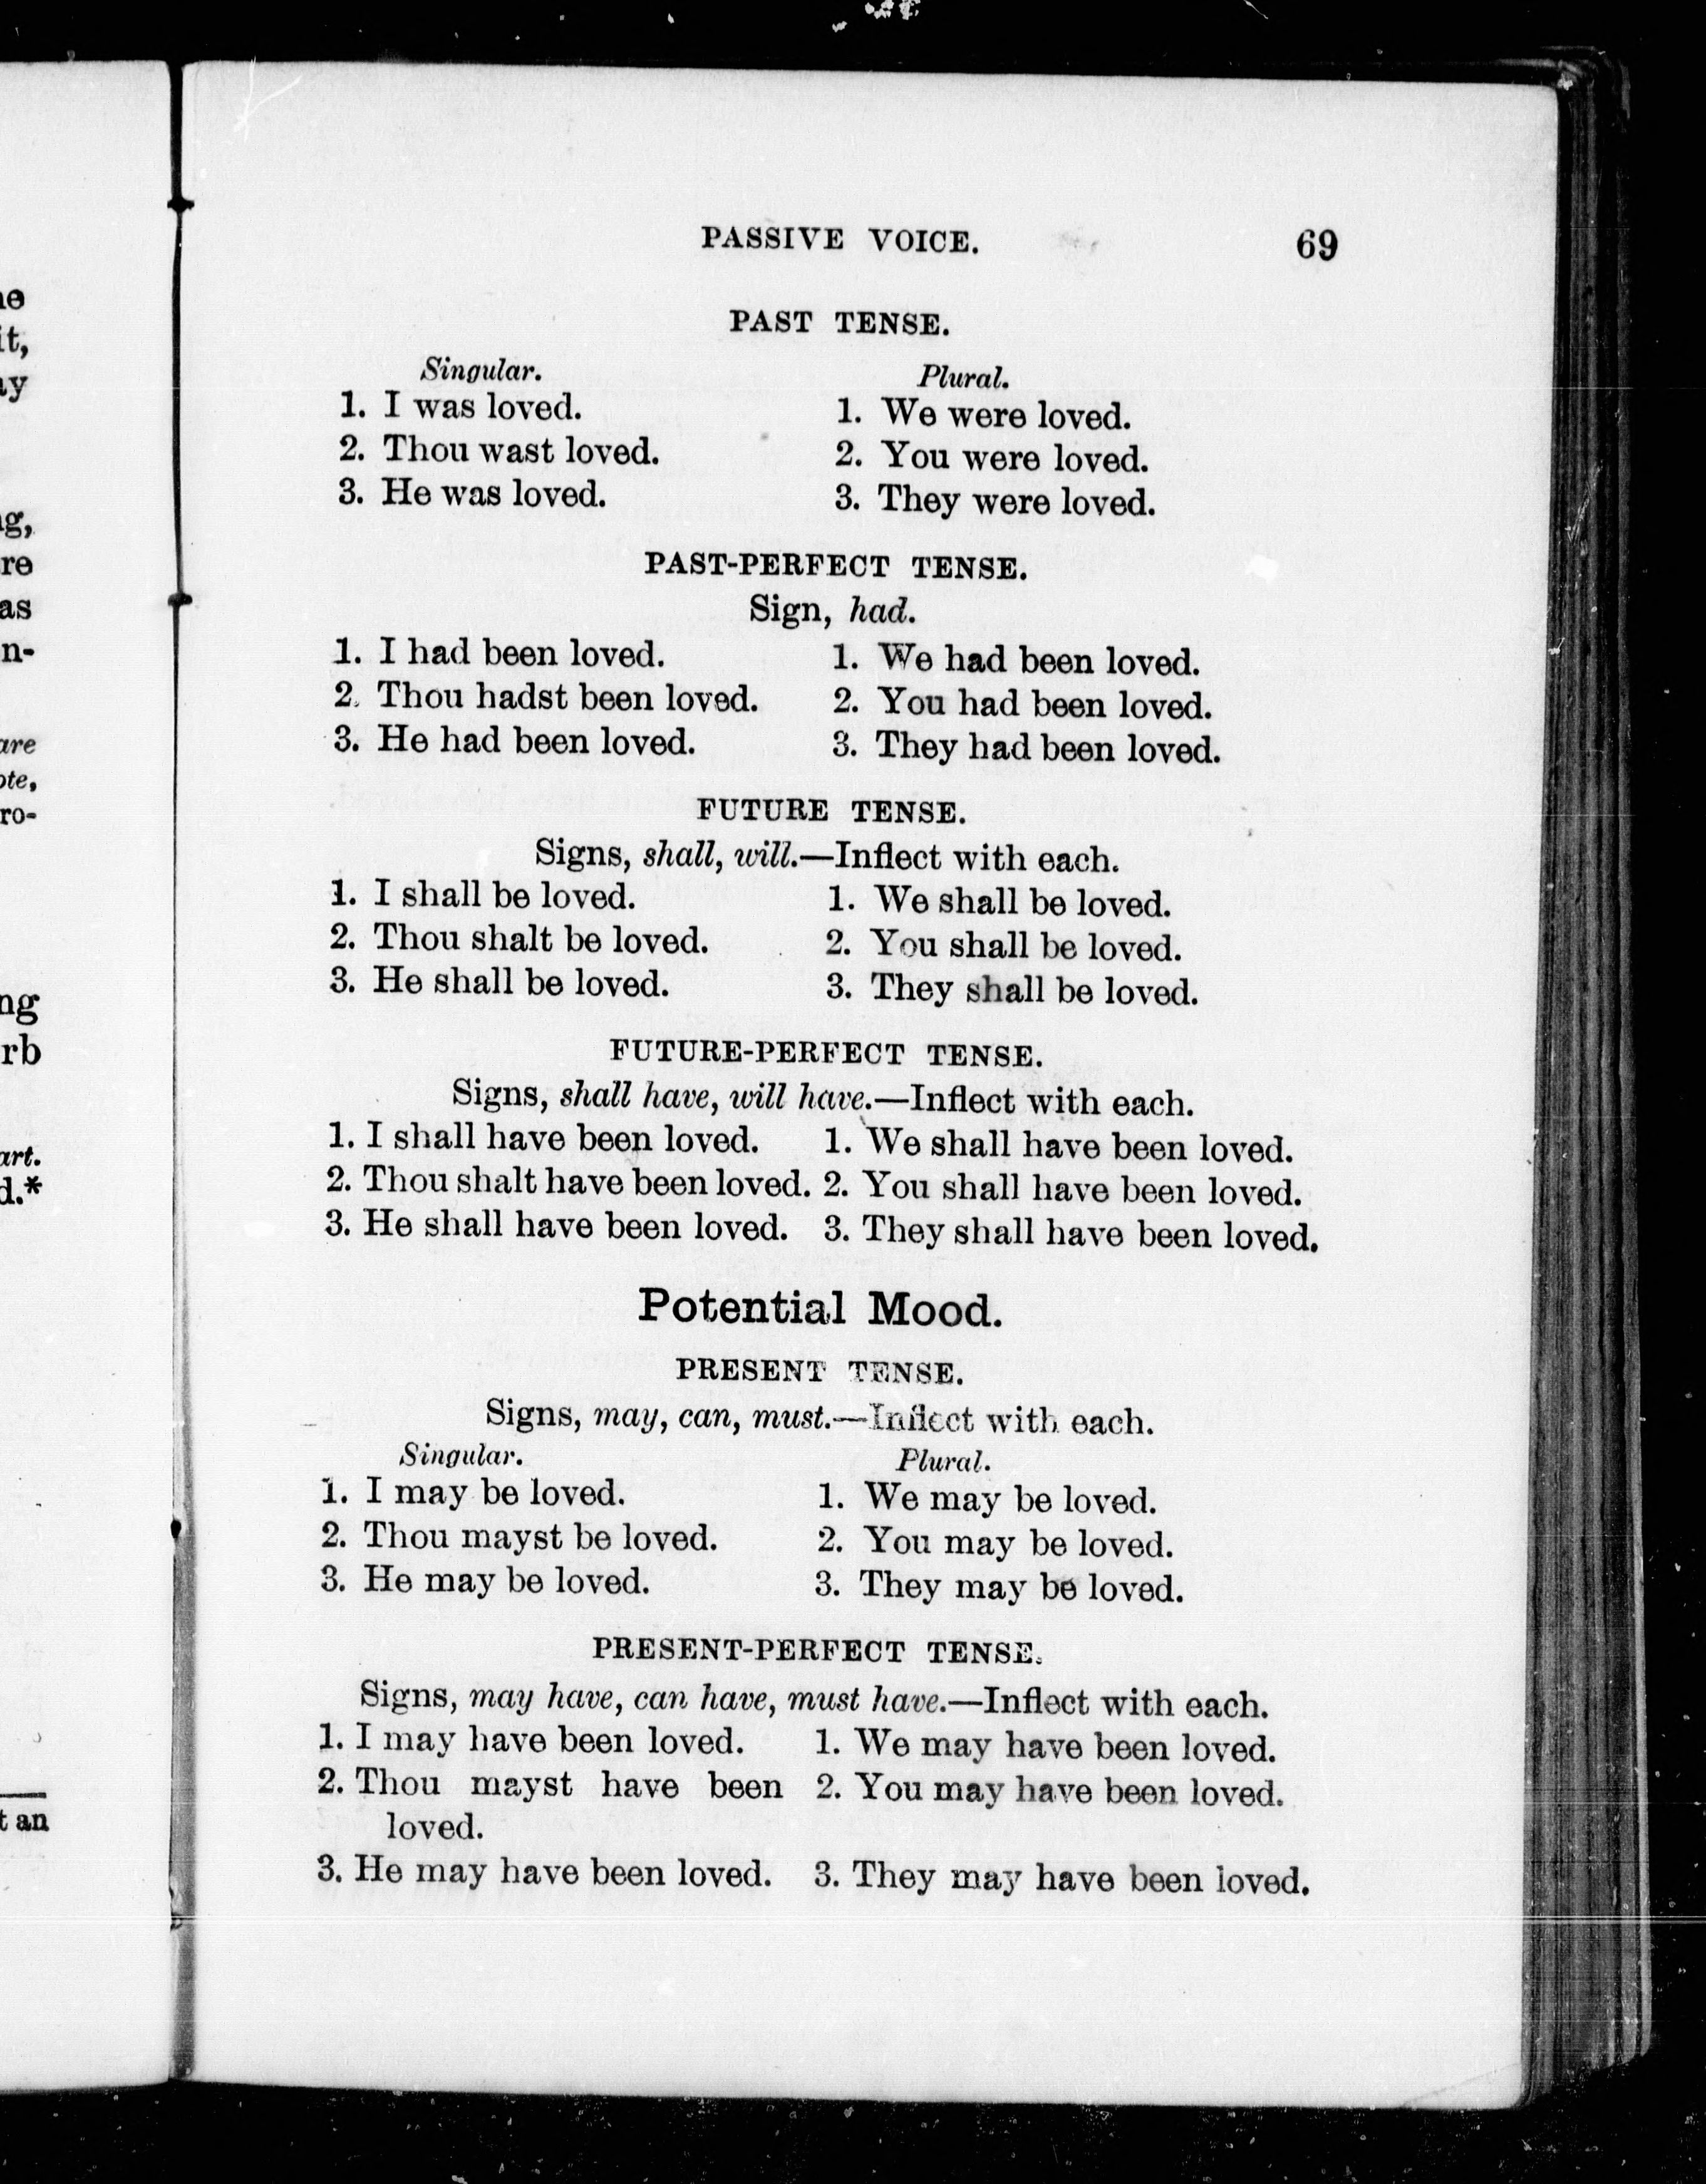 PASSIVE VOICE. 69
PAST TENSE.
Singular. Plural.
1. I was loved. 1. We were loved.
2. Thou wast loved. 2. You were loved.
3. He was loved. 3. They were loved.
PAST-PERFECT TENSE.
Sign, had.
1. I had been loved. 1. We had been loved.
2. Thou hadst been loved. 2. You had been loved.
3. He had been loved. 3. They had been loved.
FUTURE TENSE.
Signs, shall, will.—Inflect with each.
1. I shall be loved. 1. We shall be loved.
2. Thou shalt be loved. 2. You shall be loved.
3. He shall be loved. 3. They shall be loved.
FUTURE-PERFECT TENSE.
Signs, shall have, will have.—Inflect with each.
1. I shall have been loved. 1. We shall have been loved.
2. Thou shalt have been loved. 2. You shall have been loved.
3. He shall have been loved. 3. They shall have been loved.
Potential Mood.
PRESENT TENSE.
Signs, may, can, must.—Inflect with each.
Singular. Plural.
1. I may be loved. 1. We may be loved.
2. Thou mayst be loved. 2. You may be loved.
3. He may be loved. 3. They may be loved.
PRESENT-PERFECT TENSE.
Signs, may have, can have, must have.—Inflect with each.
1. I may have been loved. 1. We may have been loved.
2. Thou mayst have been 2. You may have been loved.
loved.
3. He may have been loved. 3. They may have been loved.